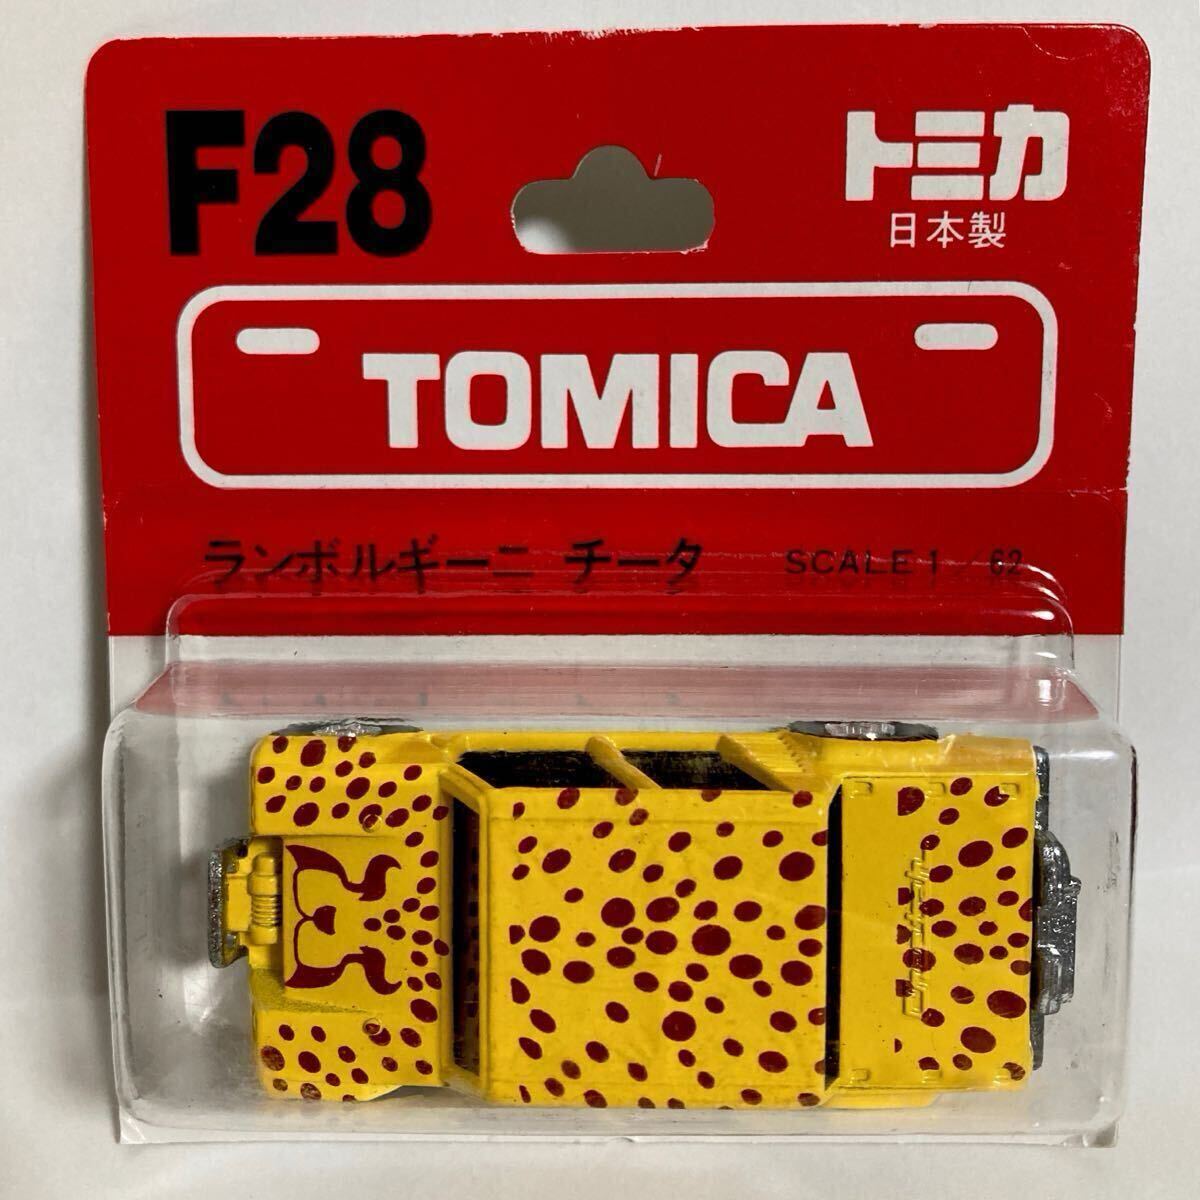 F28
トミカ
日本製
TOMICA
ランボルギーニ チータ SCALE 1/62
cheetah